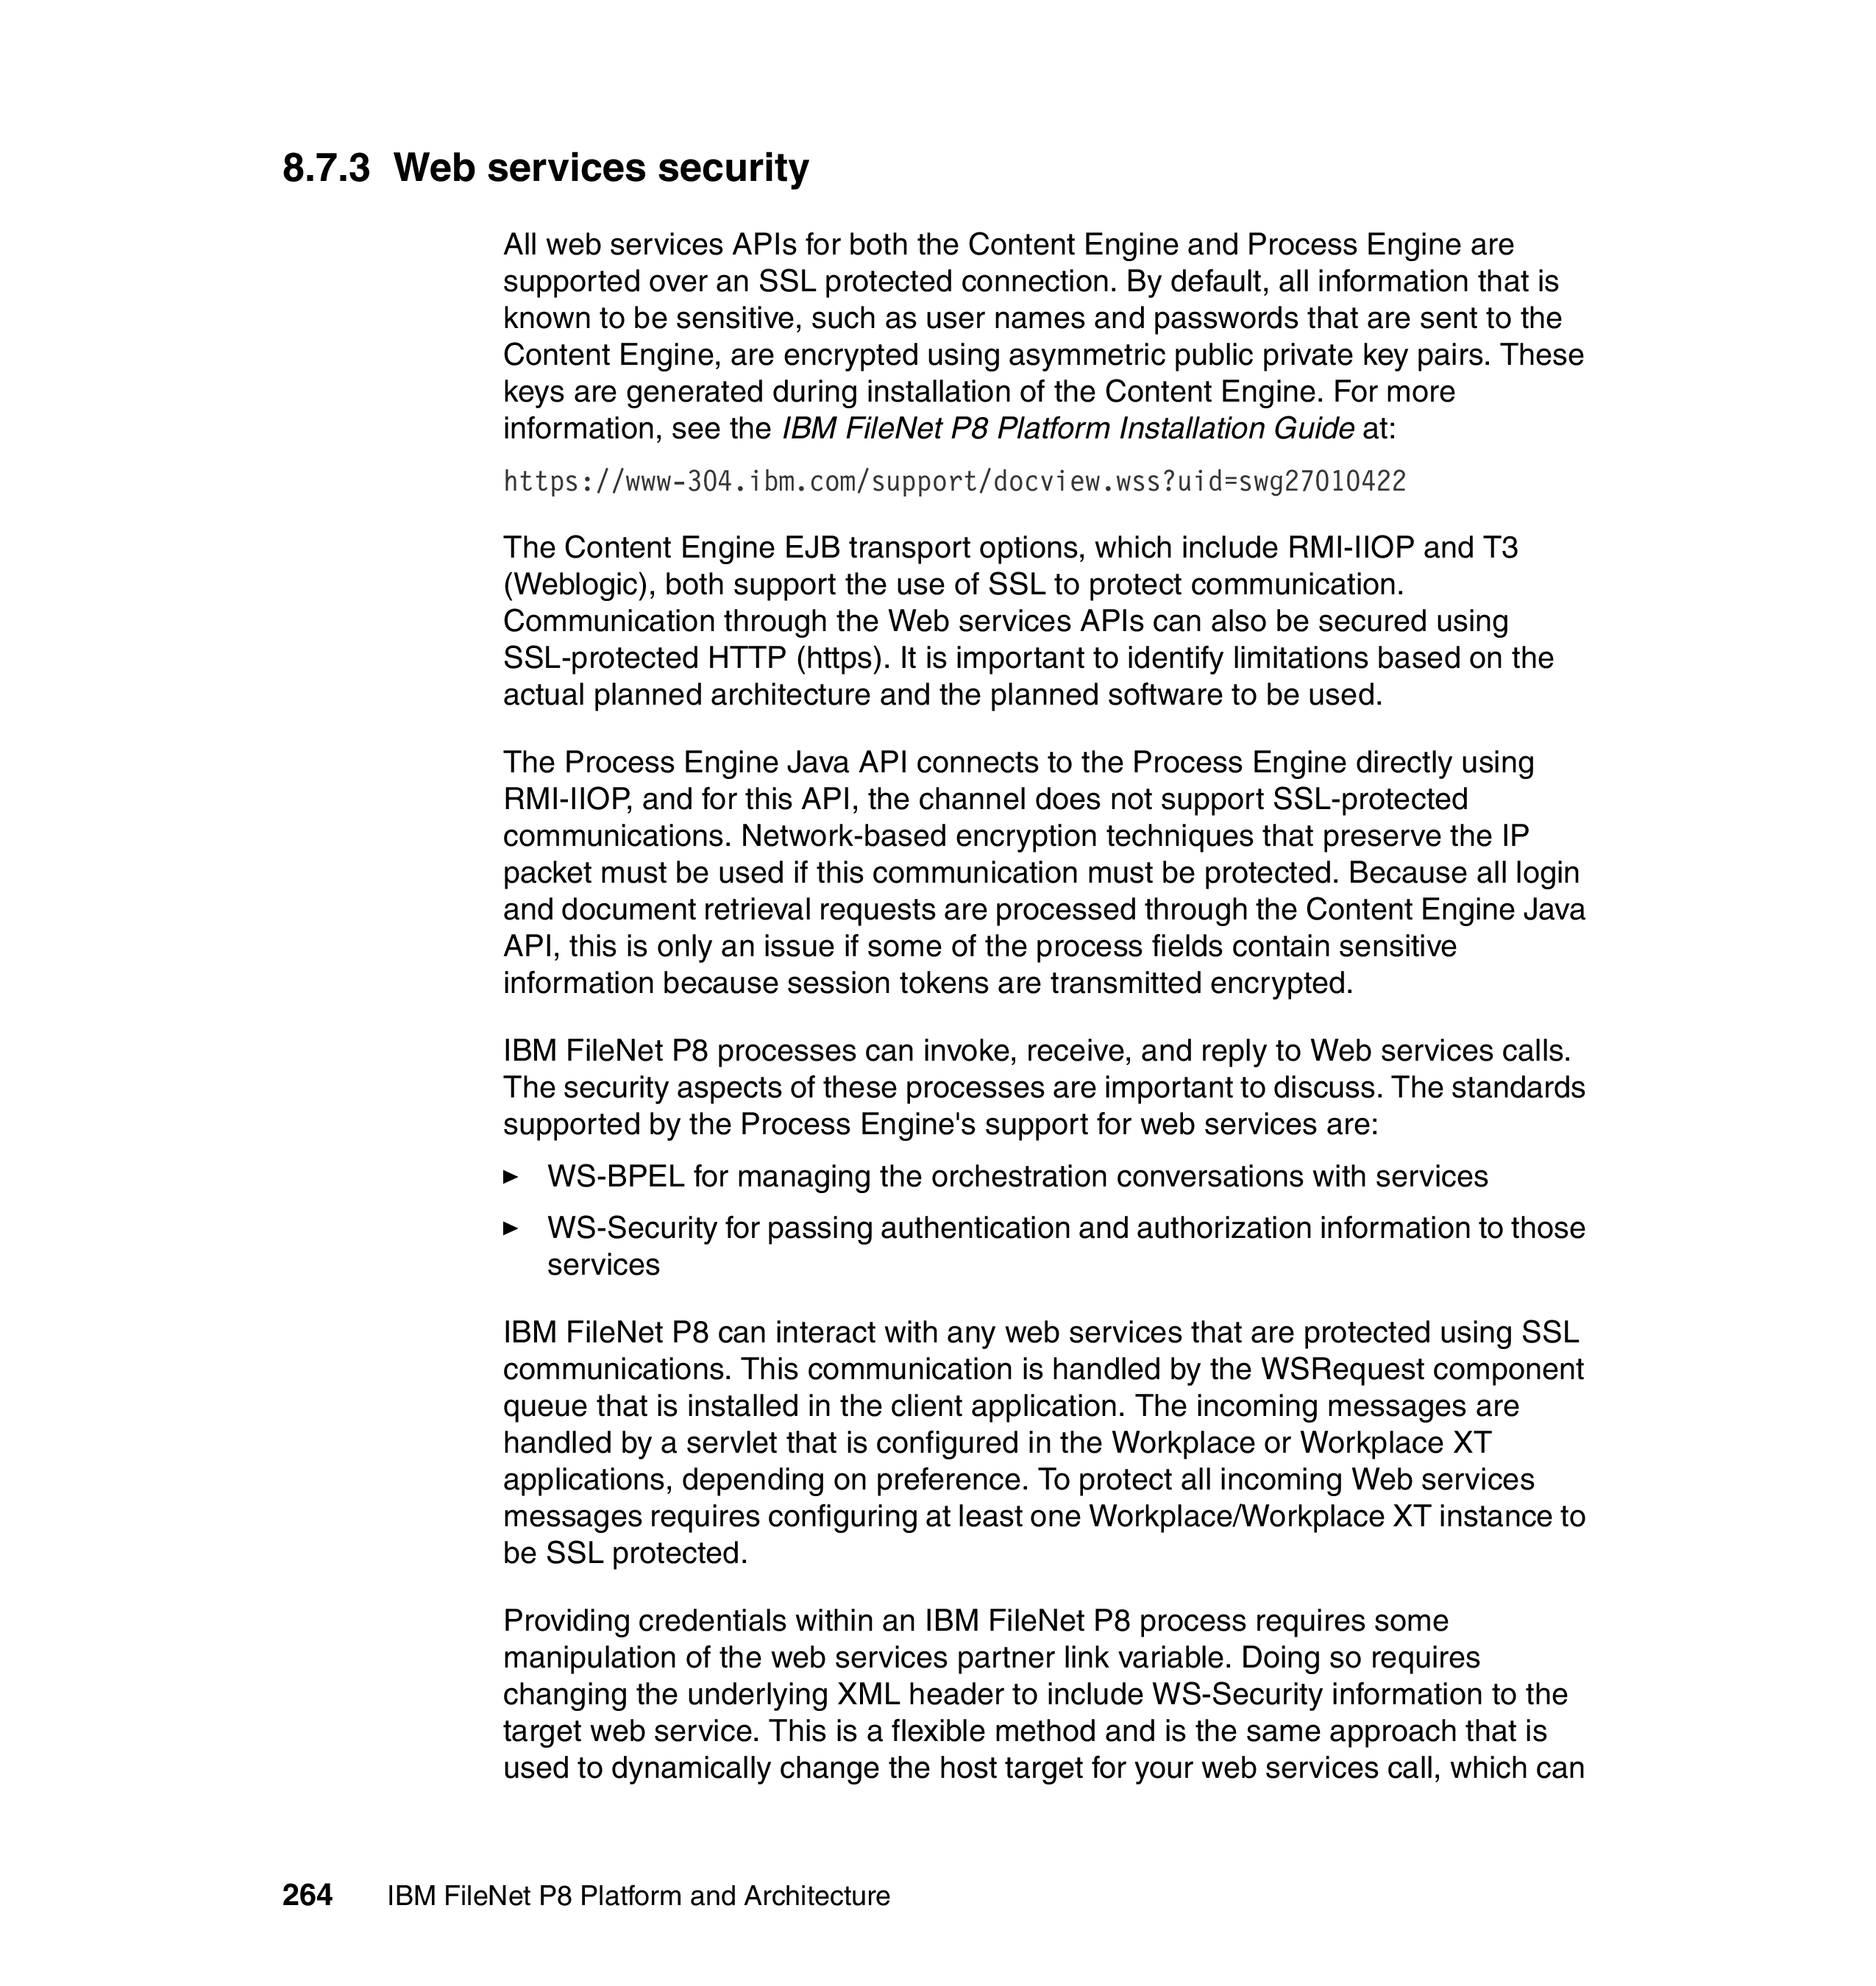 8.7.3 Web services security
All web services APIs for both the Content Engine and Process Engine are
supported over an SSL protected connection. By default, all information that is
known to be sensitive, such as user names and passwords that are sent to the
Content Engine, are encrypted using asymmetric public private key pairs. These
keys are generated during installation of the Content Engine. For more
information, see the IBM FileNet P8 Platform Installation Guide at:
https://www-304.ibm.com/support/docview.wss?uid=swg27010422
The Content Engine EJB transport options, which include RMI-IIOP and T3
(Weblogic), both support the use of SSL to protect communication.
Communication through the Web services APIs can also be secured using
SSL-protected HTTP (https). It is important to identify limitations based on the
actual planned architecture and the planned software to be used.
The Process Engine Java API connects to the Process Engine directly using
RMI-IIOP, and for this API, the channel does not support SSL-protected
communications. Network-based encryption techniques that preserve the IP
packet must be used if this communication must be protected. Because all login
and document retrieval requests are processed through the Content Engine Java
API, this is only an issue if some of the process fields contain sensitive
information because session tokens are transmitted encrypted.
IBM FileNet P8 processes can invoke, receive, and reply to Web services calls.
The security aspects of these processes are important to discuss. The standards
supported by the Process Engine's support for web services are:
► WS-BPEL for managing the orchestration conversations with services
► WS-Security for passing authentication and authorization information to those
services
IBM FileNet P8 can interact with any web services that are protected using SSL
communications. This communication is handled by the WSRequest component
queue that is installed in the client application. The incoming messages are
handled by a servlet that is configured in the Workplace or Workplace XT
applications, depending on preference. To protect all incoming Web services
messages requires configuring at least one Workplace/Workplace XT instance to
be SSL protected.
Providing credentials within an IBM FileNet P8 process requires some
manipulation of the web services partner link variable. Doing so requires
changing the underlying XML header to include WS-Security information to the
target web service. This is a flexible method and is the same approach that is
used to dynamically change the host target for your web services call, which can
264 IBM FileNet P8 Platform and Architecture